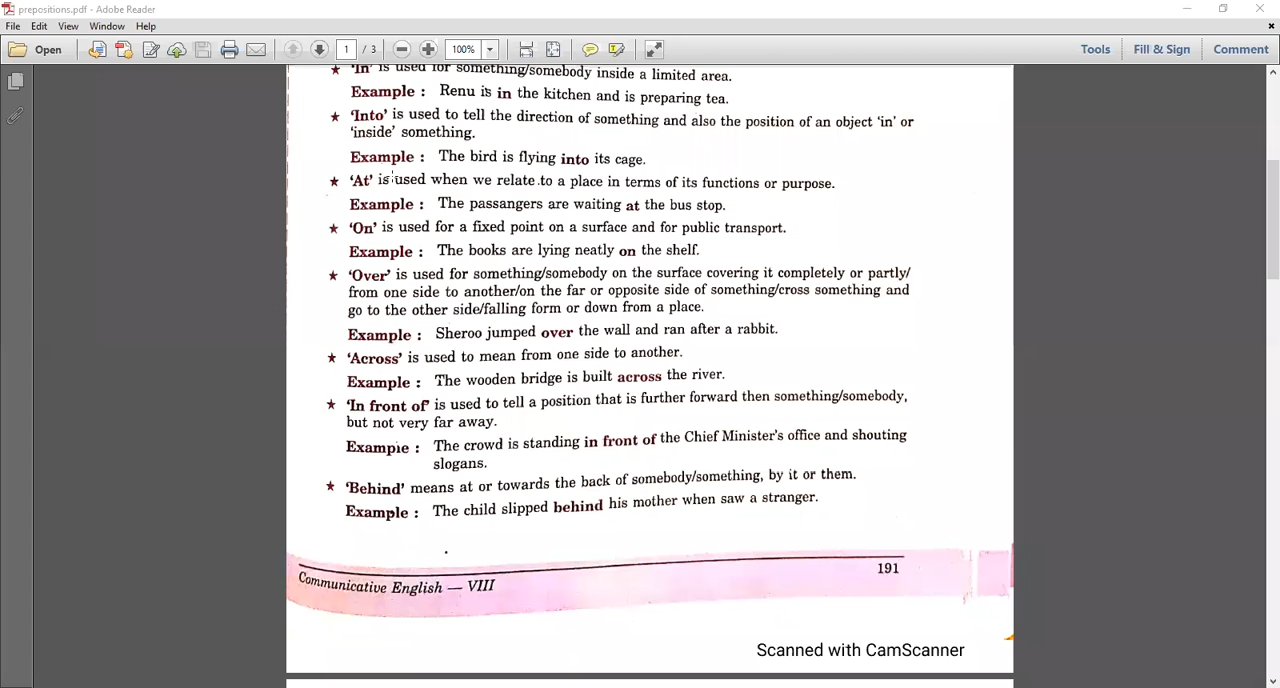 prepositions.pdf - Adobe Reader
File Edit View Window Help
Open 1 / 3 100% Tools Fill & Sign Comment
★ 'In' is used for something/somebody inside a limited area.
Example : Renu is in the kitchen and is preparing tea.
★ 'Into' is used to tell the direction of something and also the position of an object 'in' or
'inside' something.
Example : The bird is flying into its cage.
★ 'At' is used when we relate to a place in terms of its functions or purpose.
Example : The passangers are waiting at the bus stop.
★ 'On' is used for a fixed point on a surface and for public transport.
Example : The books are lying neatly on the shelf.
★ 'Over' is used for something/somebody on the surface covering it completely or partly/
from one side to another/on the far or opposite side of something/cross something and
go to the other side/falling form or down from a place.
Example : Sheroo jumped over the wall and ran after a rabbit.
★ 'Across' is used to mean from one side to another.
Example : The wooden bridge is built across the river.
★ 'In front of' is used to tell a position that is further forward then something/somebody,
but not very far away.
Example : The crowd is standing in front of the Chief Minister's office and shouting
slogans.
★ 'Behind' means at or towards the back of somebody/something, by it or them.
Example : The child slipped behind his mother when saw a stranger.
191
Communicative English — VIII
Scanned with CamScanner